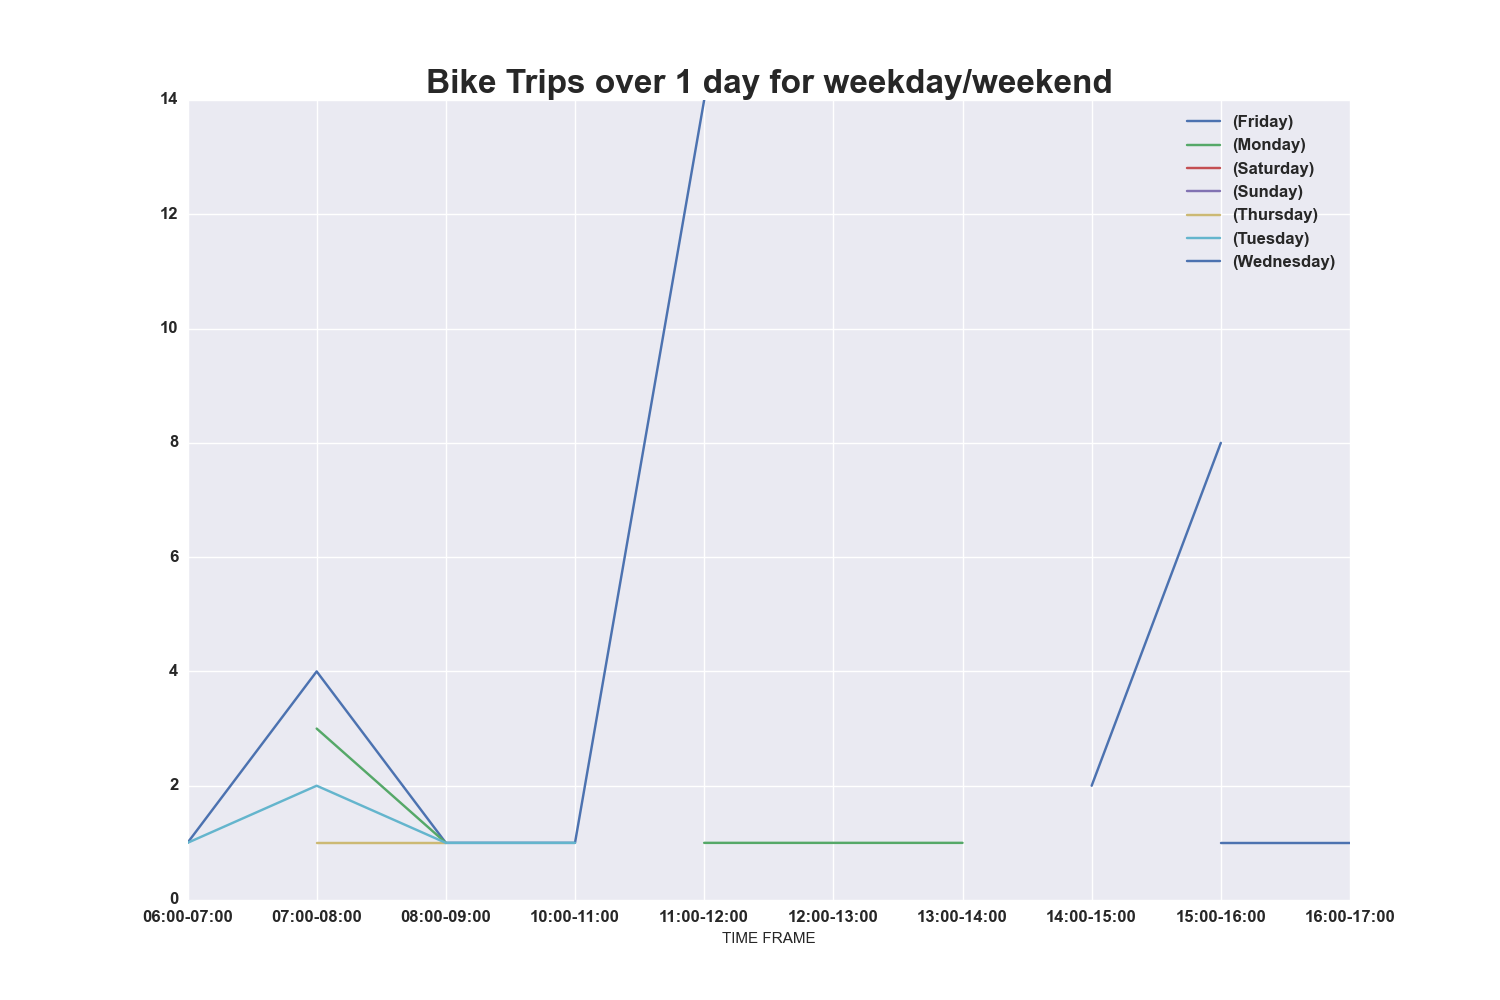 Bike Trips over 1 day for weekday/weekend
14
12
10
8
6
4
2
0
(Friday)
(Monday)
(Saturday)
(Sunday)
(Thursday)
(Tuesday)
(Wednesday)
06:00-07:00 07:00-08:00 08:00-09:00 10:00-11:00 11:00-12:00 12:00-13:00 13:00-14:00 14:00-15:00 15:00-16:00 16:00-17:00
TIME FRAME